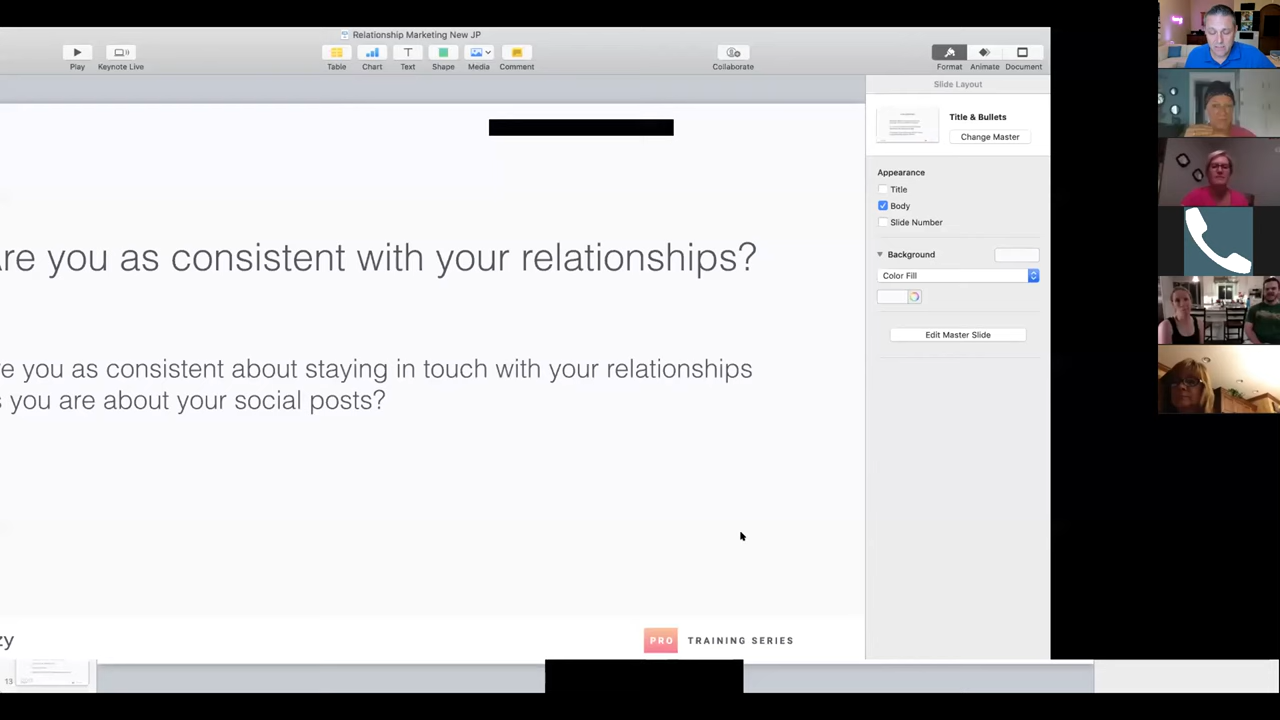 Relationship Marketing New JP
Play
Keynote Live
Table
Chart
Text
Shape
Media
Comment
Collaborate
Format
Animate
Document
Slide Layout
Title & Bullets
Change Master
Appearance
Title
Body
Slide Number
Background
Color Fill
Edit Master Slide
re you as consistent with your relationships?
e you as consistent about staying in touch with your relationships
s you are about your social posts?
zy
PRO TRAINING SERIES
13